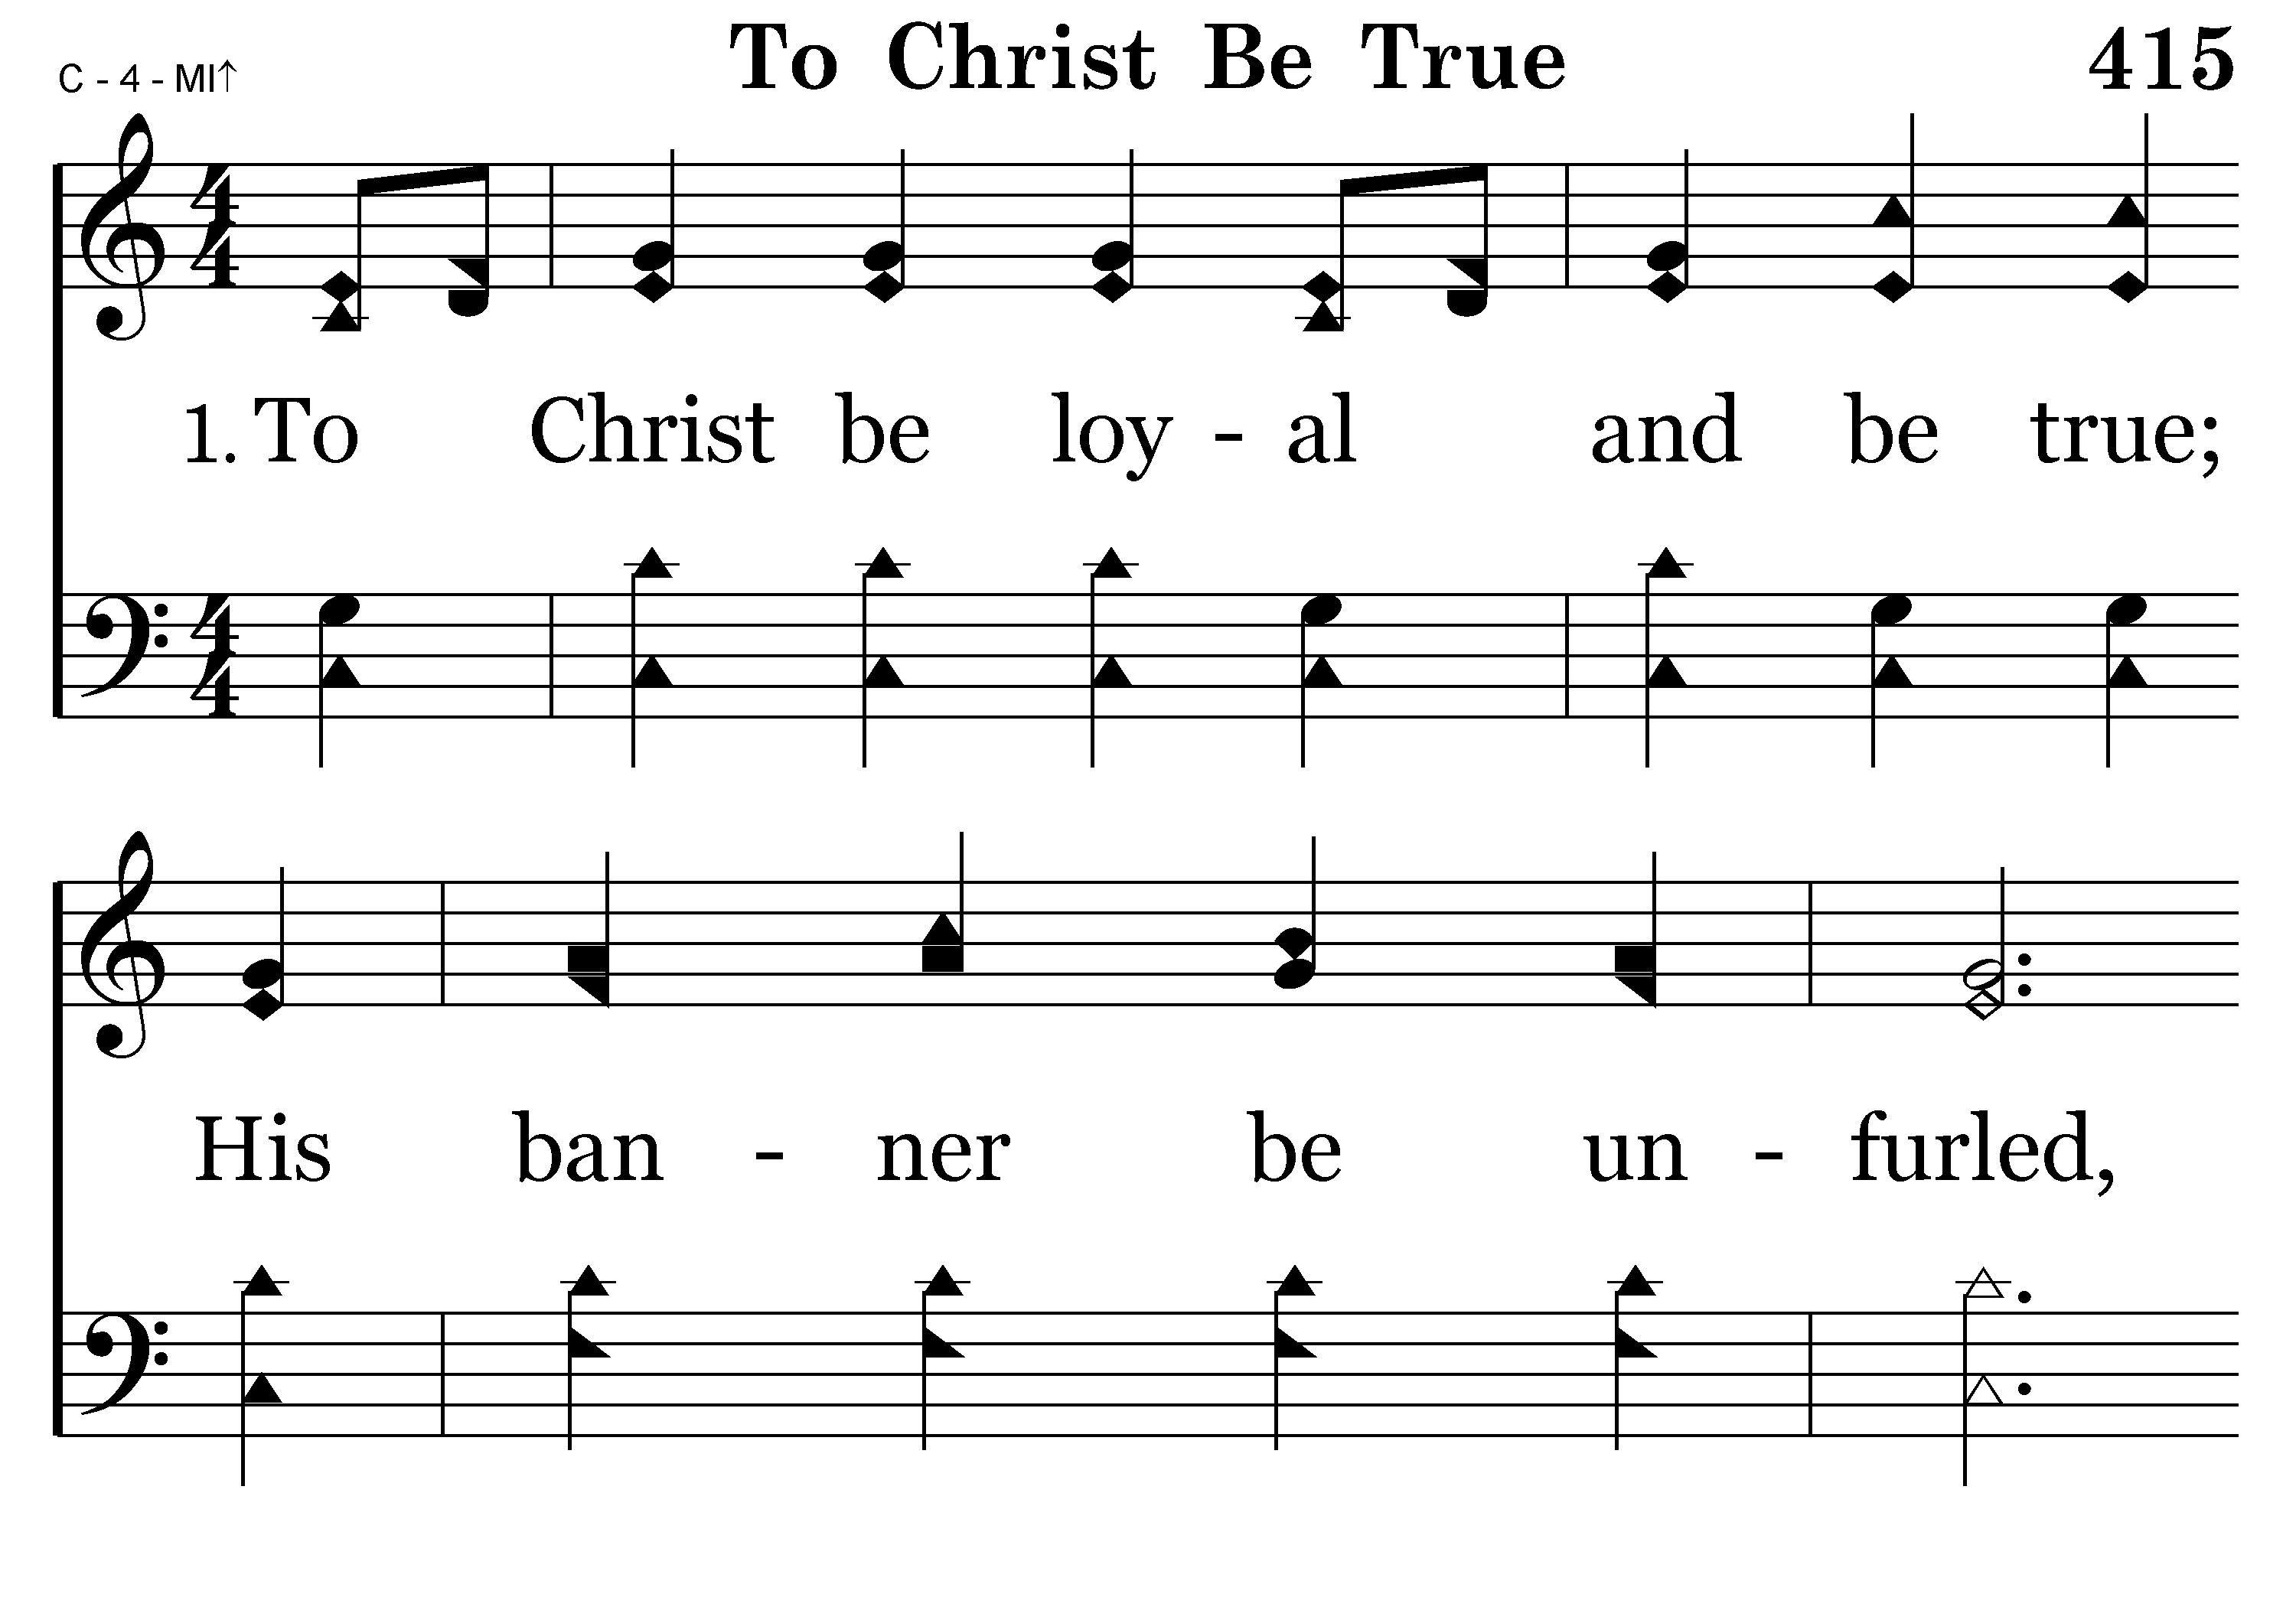 To Christ Be True
415
C - 4 - MI↑
1. To Christ be loy - al and be true;
His ban - ner be un - furled,